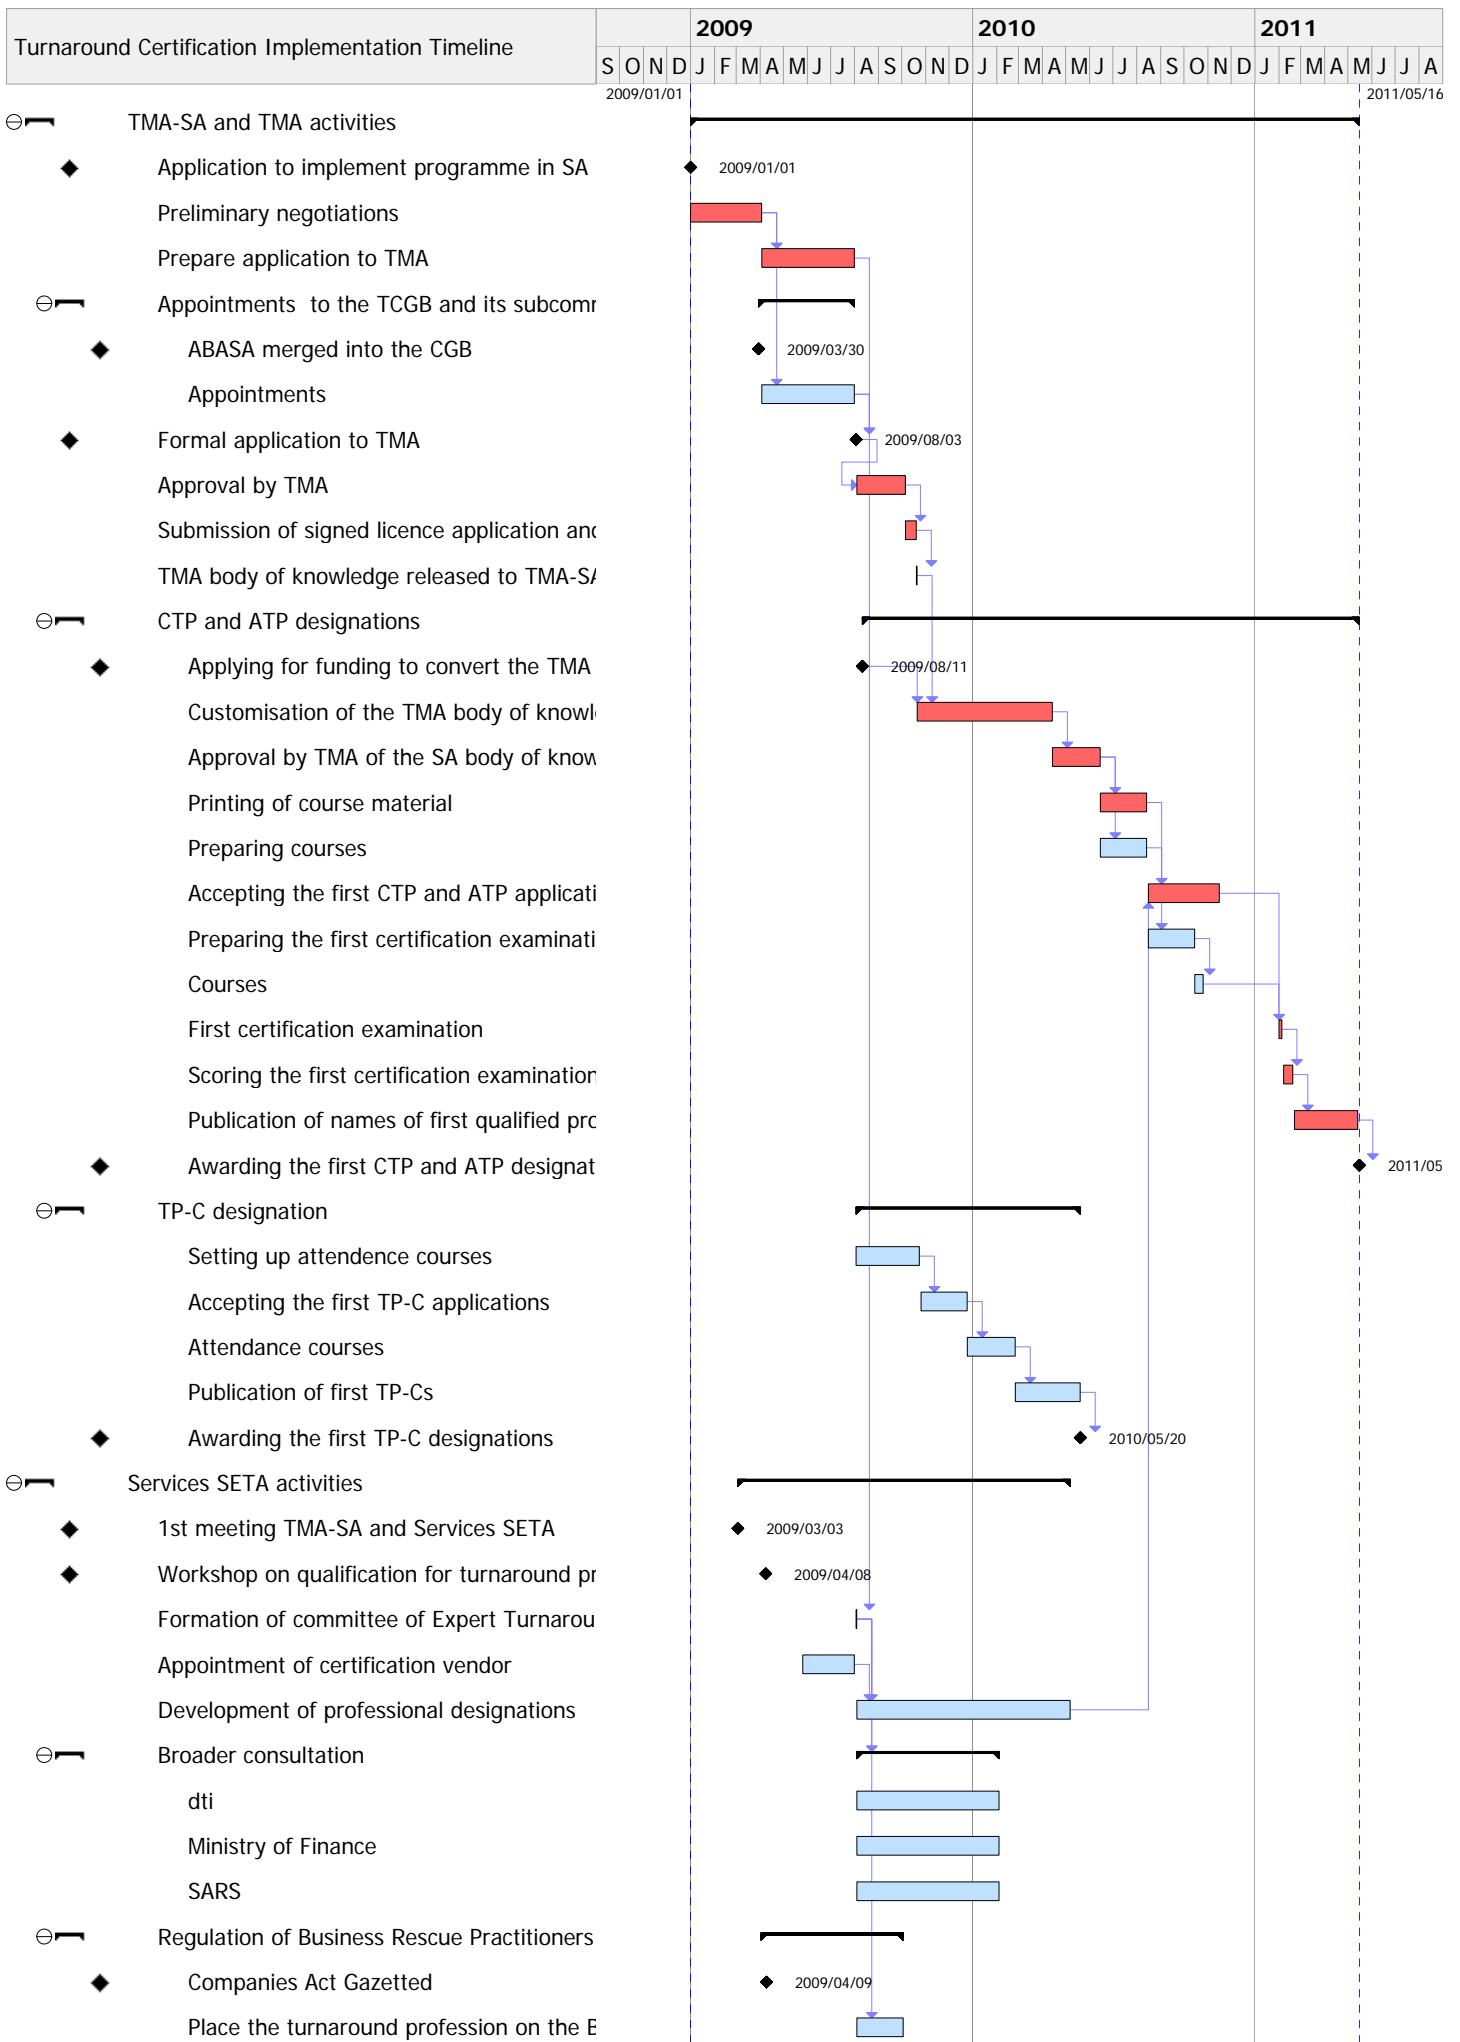 Turnaround Certification Implementation Timeline
2009 2010 2011
S O N D J F M A M J J A S O N D J F M A M J J A S O N D J F M A M J J A
2009/01/01 2011/05/16
TMA-SA and TMA activities
Application to implement programme in SA 2009/01/01
Preliminary negotiations
Prepare application to TMA
Appointments to the TCGB and its subcomm
ABASA merged into the CGB 2009/03/30
Appointments
Formal application to TMA 2009/08/03
Approval by TMA
Submission of signed licence application and
TMA body of knowledge released to TMA-SA
CTP and ATP designations
Applying for funding to convert the TMA 2009/08/11
Customisation of the TMA body of knowl
Approval by TMA of the SA body of know
Printing of course material
Preparing courses
Accepting the first CTP and ATP applicati
Preparing the first certification examinati
Courses
First certification examination
Scoring the first certification examination
Publication of names of first qualified pro
Awarding the first CTP and ATP designat 2011/05
TP-C designation
Setting up attendence courses
Accepting the first TP-C applications
Attendance courses
Publication of first TP-Cs
Awarding the first TP-C designations 2010/05/20
Services SETA activities
1st meeting TMA-SA and Services SETA 2009/03/03
Workshop on qualification for turnaround pr 2009/04/08
Formation of committee of Expert Turnarou
Appointment of certification vendor
Development of professional designations
Broader consultation
dti
Ministry of Finance
SARS
Regulation of Business Rescue Practitioners
Companies Act Gazetted 2009/04/09
Place the turnaround profession on the B